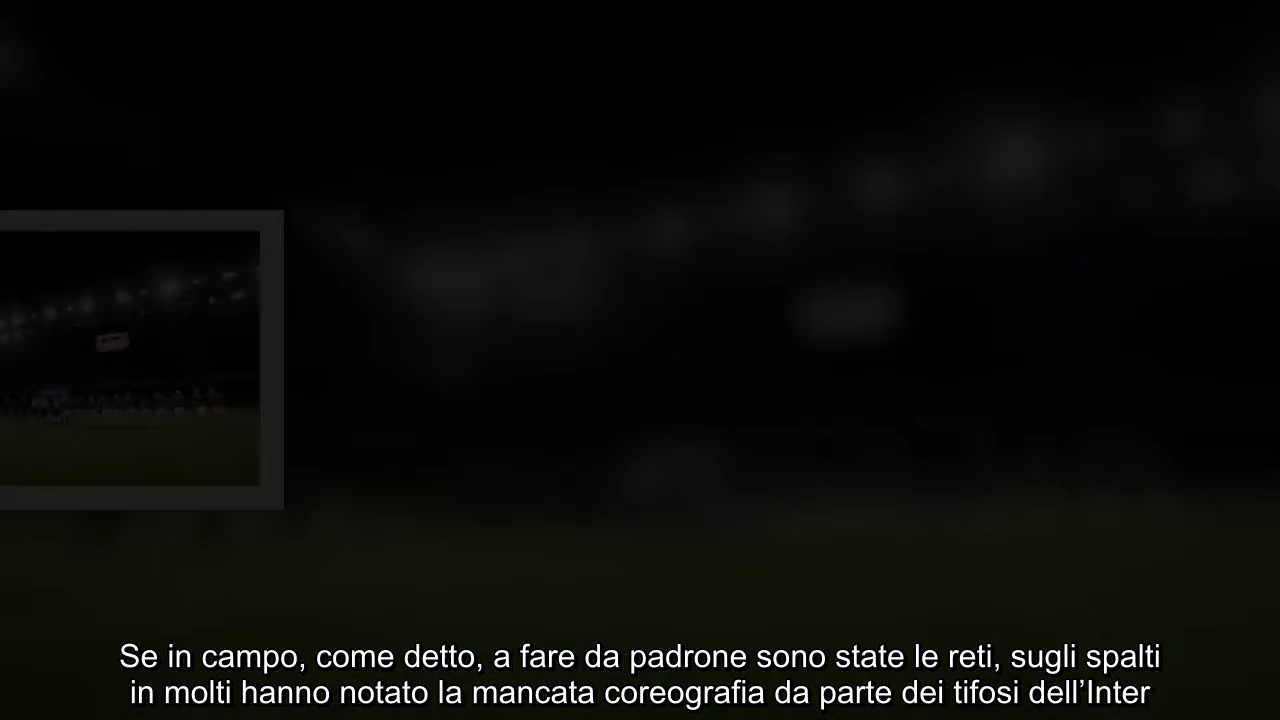 Se in campo, come detto, a fare da padrone sono state le reti, sugli spalti
in molti hanno notato la mancata coreografia da parte dei tifosi dell’Inter